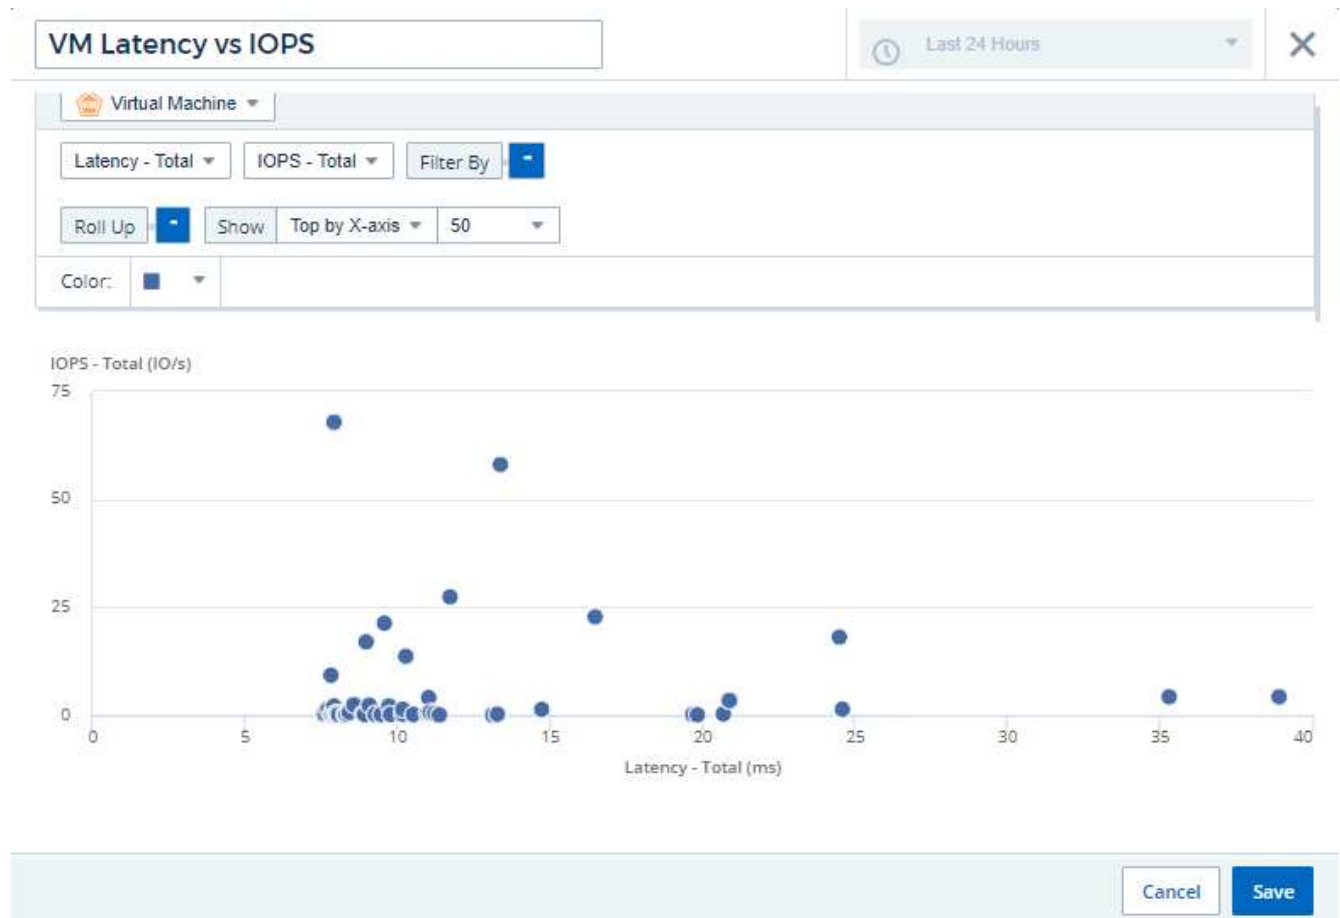 VM Latency vs IOPS
Last 24 Hours
Virtual Machine
Latency - Total IOPS - Total Filter By -
Roll Up - Show Top by X-axis 50
Color:
IOPS - Total (IO/s)
75
50
25
0
0 5 10 15 20 25 30 35 40
Latency - Total (ms)
Cancel Save